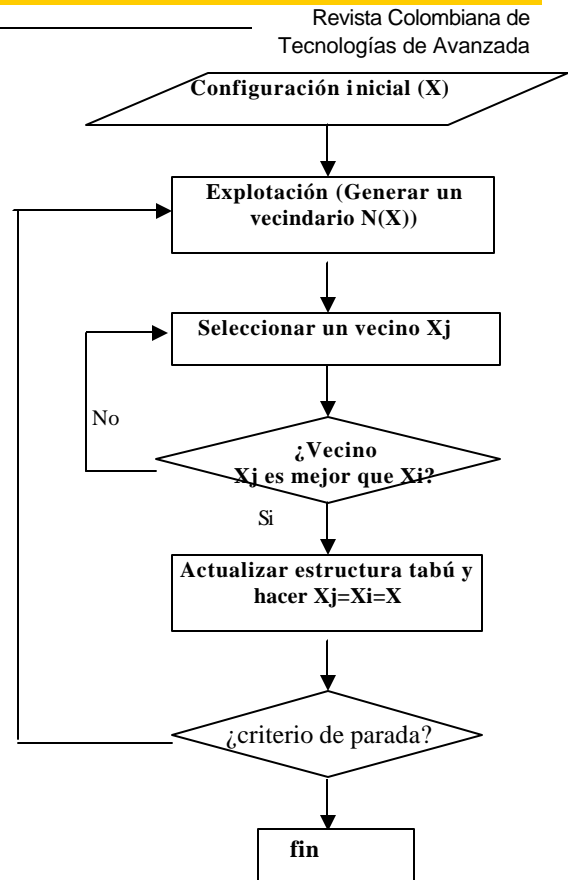 Revista Colombiana de
Tecnologías de Avanzada
Configuración inicial (X)
Explotación (Generar un
vecindario N(X))
Seleccionar un vecino Xj
No
¿Vecino
Xj es mejor que Xi?
Si
Actualizar estructura tabú y
hacer Xj=Xi=X
¿criterio de parada?
fin